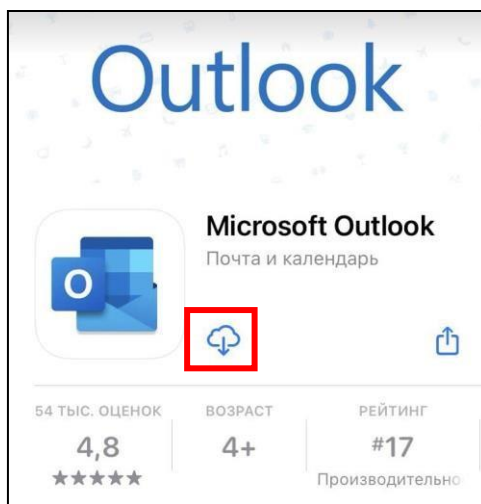 Outlook
Microsoft Outlook
Почта и календарь
O
54 ТЫС. ОЦЕНОК
ВОЗРАСТ
РЕЙТИНГ
4,8
4+
#17
★★★★★
Производительно